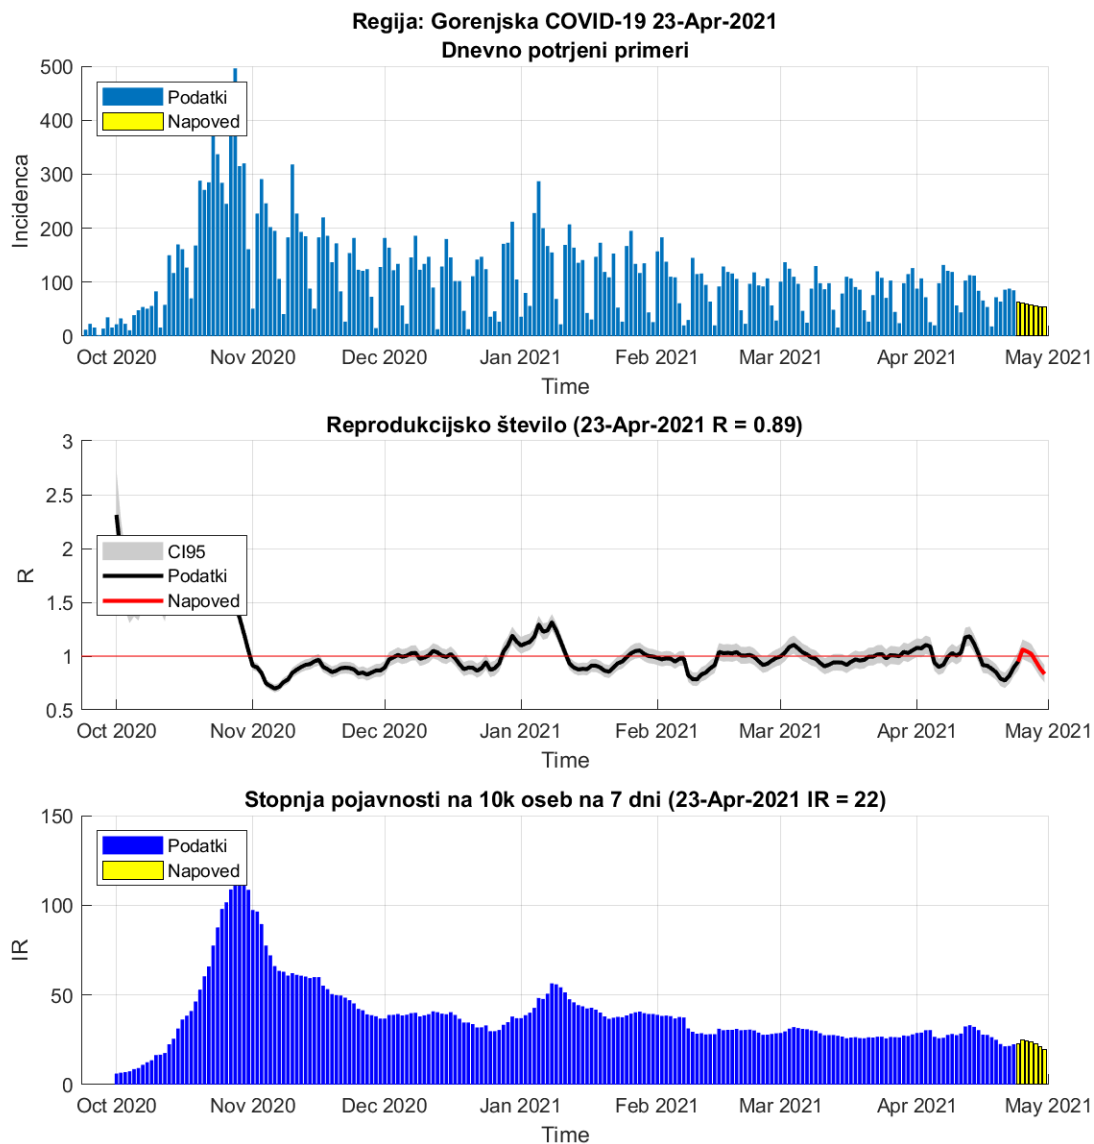 Regija: Gorenjska COVID-19 23-Apr-2021
Dnevno potrjeni primeri
500
400
300
200
100
0
Incidenca
Podatki
Napoved
Oct 2020
Nov 2020
Dec 2020
Jan 2021
Feb 2021
Mar 2021
Apr 2021
May 2021
Time
Reprodukcijsko število (23-Apr-2021 R = 0.89)
3
2.5
2
1.5
1
0.5
R
CI95
Podatki
Napoved
Oct 2020
Nov 2020
Dec 2020
Jan 2021
Feb 2021
Mar 2021
Apr 2021
May 2021
Time
Stopnja pojavnosti na 10k oseb na 7 dni (23-Apr-2021 IR = 22)
150
100
50
0
IR
Podatki
Napoved
Oct 2020
Nov 2020
Dec 2020
Jan 2021
Feb 2021
Mar 2021
Apr 2021
May 2021
Time